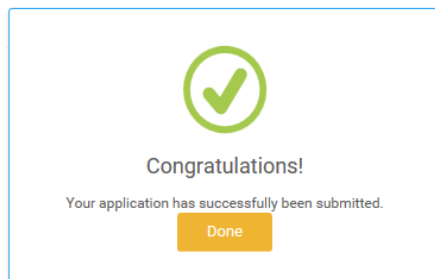 Congratulations!
Your application has successfully been submitted.
Done